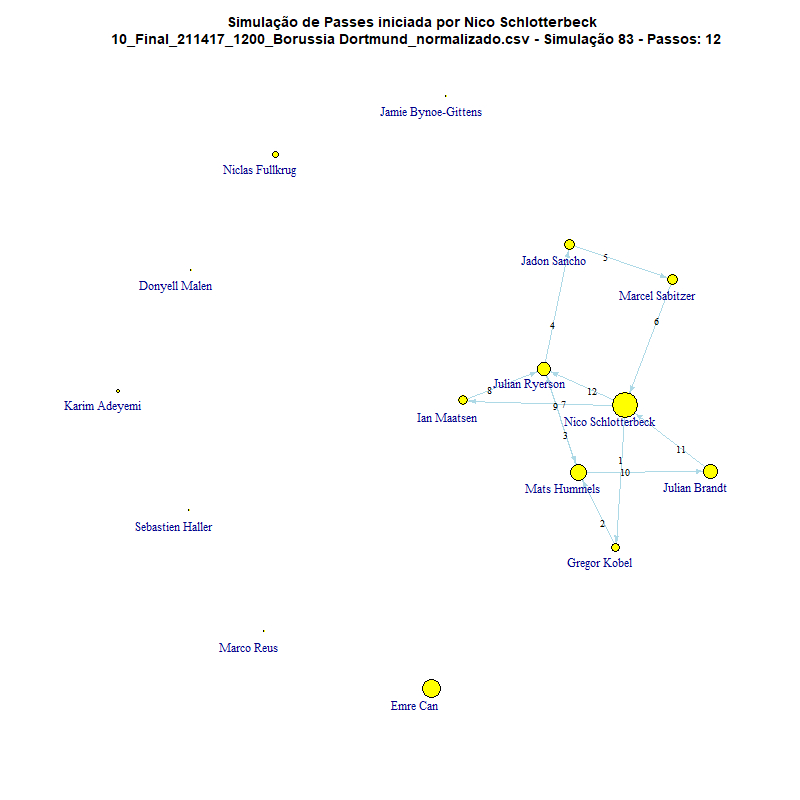 Simulação de Passes iniciada por Nico Schlotterbeck
10_Final_211417_1200_Borussia Dortmund_normalizado.csv - Simulação 83 - Passos: 12
Jamie Bynoe-Gittens
Niclas Fullkrug
Jadon Sancho
5
Donyell Malen
Marcel Sabitzer
6
4
Julian Ryerson
8
12
Karim Adeyemi
9
7
Ian Maatsen
Nico Schlotterbeck
3
11
1
10
Mats Hummels
Julian Brandt
Sebastien Haller
2
Gregor Kobel
Marco Reus
Emre Can